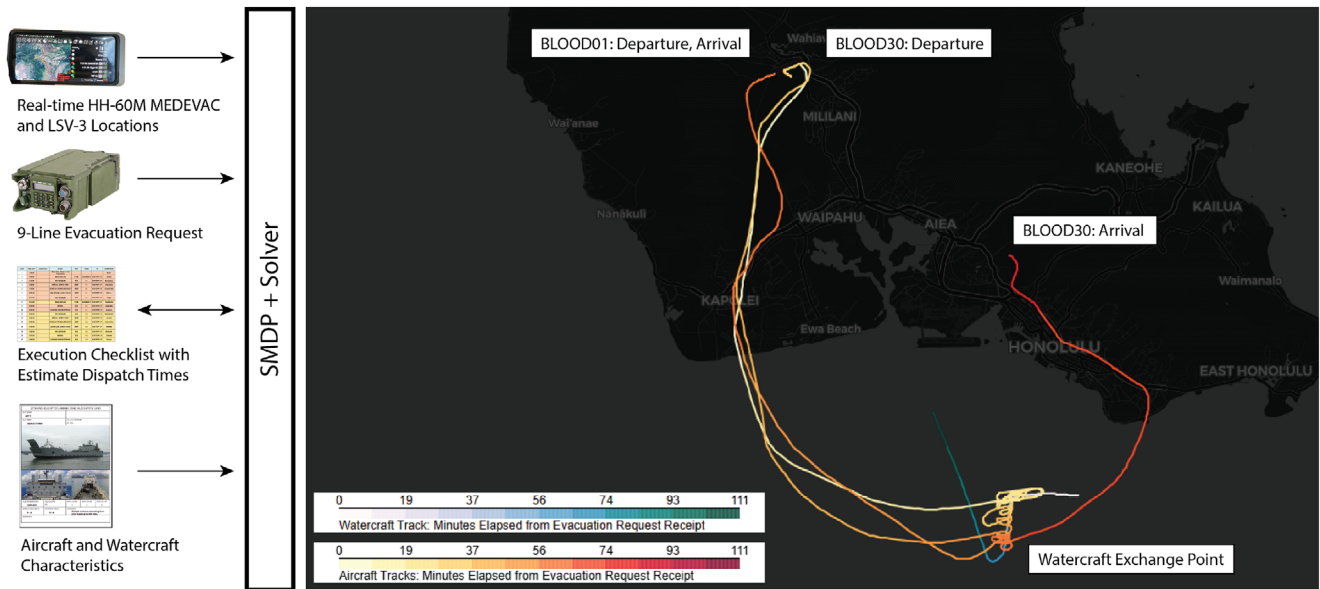 Real-time HH-60M MEDEVAC
and LSV-3 Locations
9-Line Evacuation Request
Execution Checklist with
Estimate Dispatch Times
Aircraft and Watercraft
Characteristics
SMDP + Solver
BLOOD01: Departure, Arrival
BLOOD30: Departure
MILILANI
Wai'anae
KANEOHE
Nanākuli
WAIPAHU
AIEA
KAILUA
BLOOD30: Arrival
Waimanalo
KAPOLEI
Ewa Beach
HONOLULU
EAST HONOLULU
0 19 37 56 74 93 111
Watercraft Track: Minutes Elapsed from Evacuation Request Receipt
0 19 37 56 74 93 111
Aircraft Tracks: Minutes Elapsed from Evacuation Request Receipt
Watercraft Exchange Point